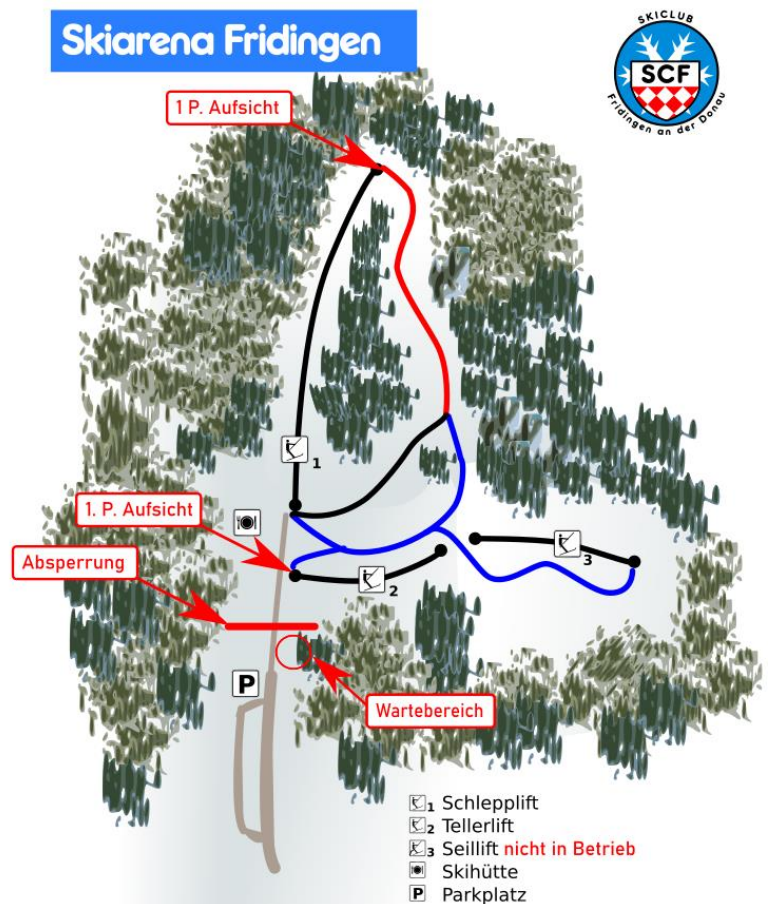 Skiarena Fridingen
SKICLUB
SCF
Fridingen an der Donau
1 P. Aufsicht
1
1. P. Aufsicht
Absperrung
3
2
P
Wartebereich
1 Schlepplift
2 Tellerlift
3 Seillift nicht in Betrieb
Skihütte
P Parkplatz